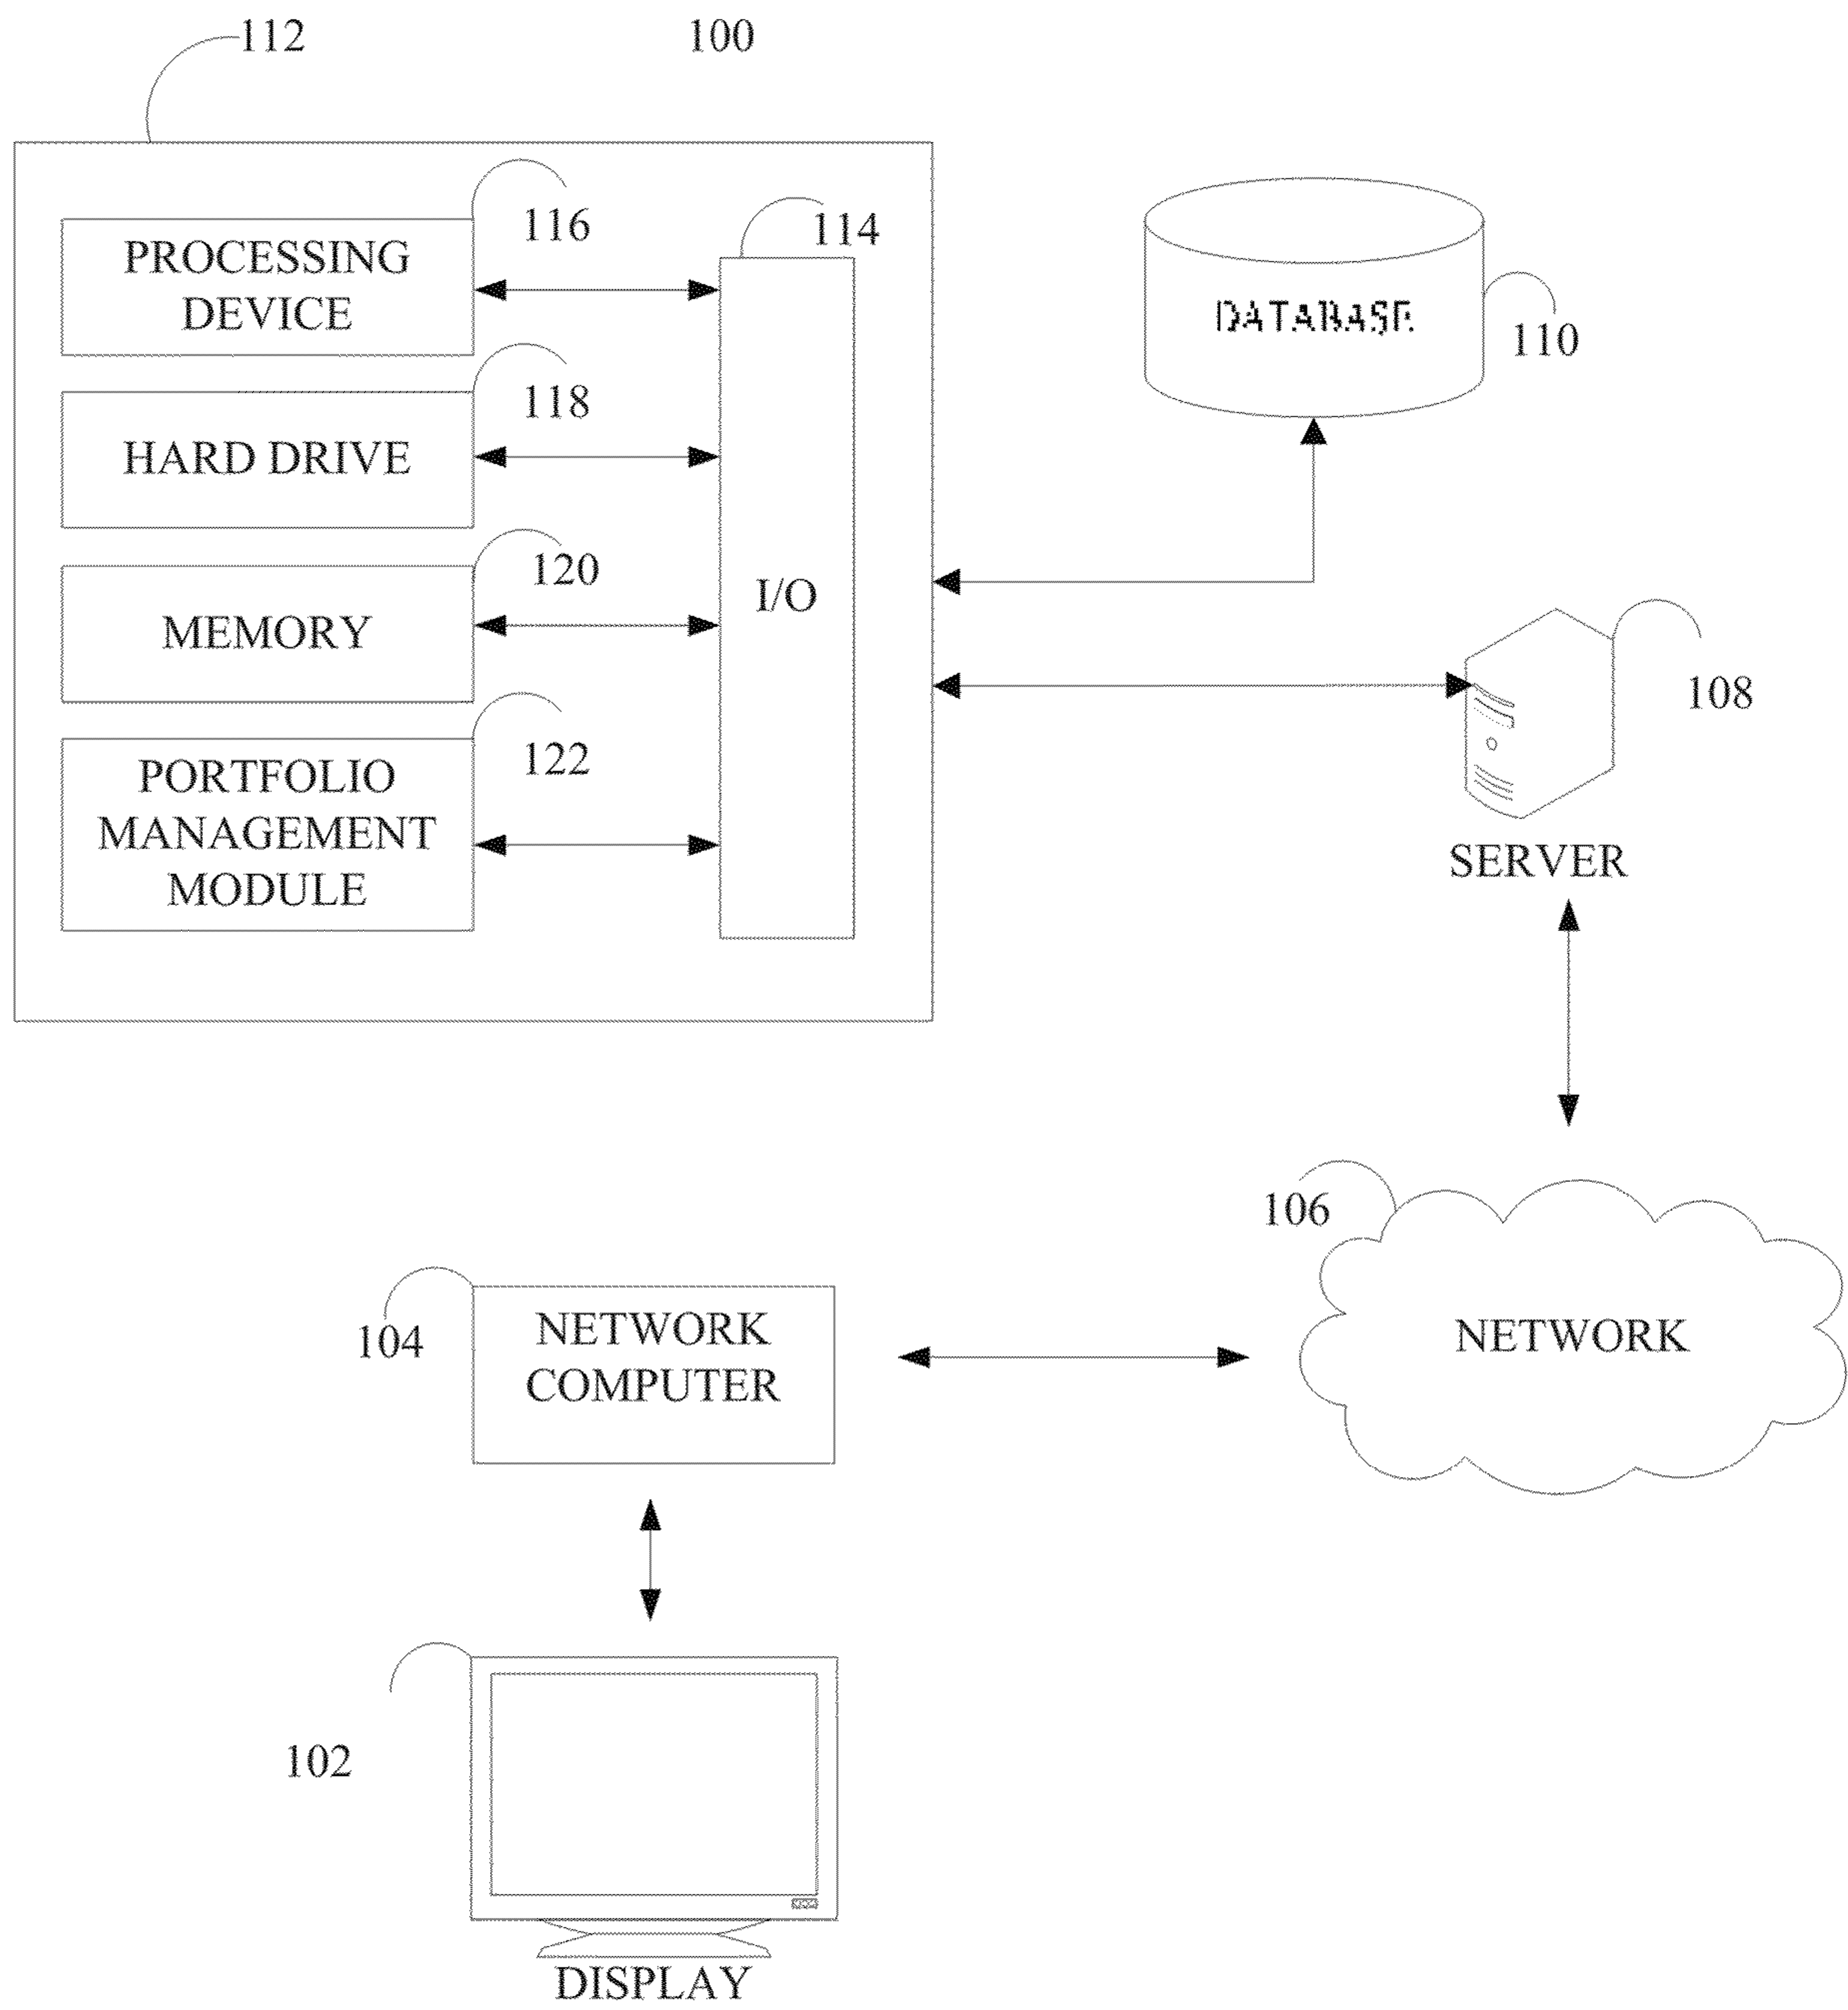 112
100
116
PROCESSING
DEVICE
114
118
HARD DRIVE
120
MEMORY
I/O
122
PORTFOLIO
MANAGEMENT
MODULE
DATABASE
110
108
SERVER
106
NETWORK
104
NETWORK
COMPUTER
102
DISPLAY